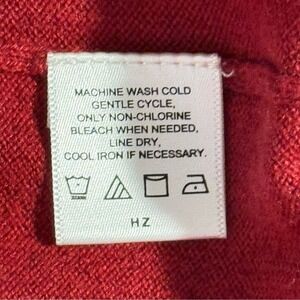 MACHINE WASH COLD
GENTLE CYCLE,
ONLY NON-CHLORINE
BLEACH WHEN NEEDED,
LINE DRY,
COOL IRON IF NECESSARY.
HZ